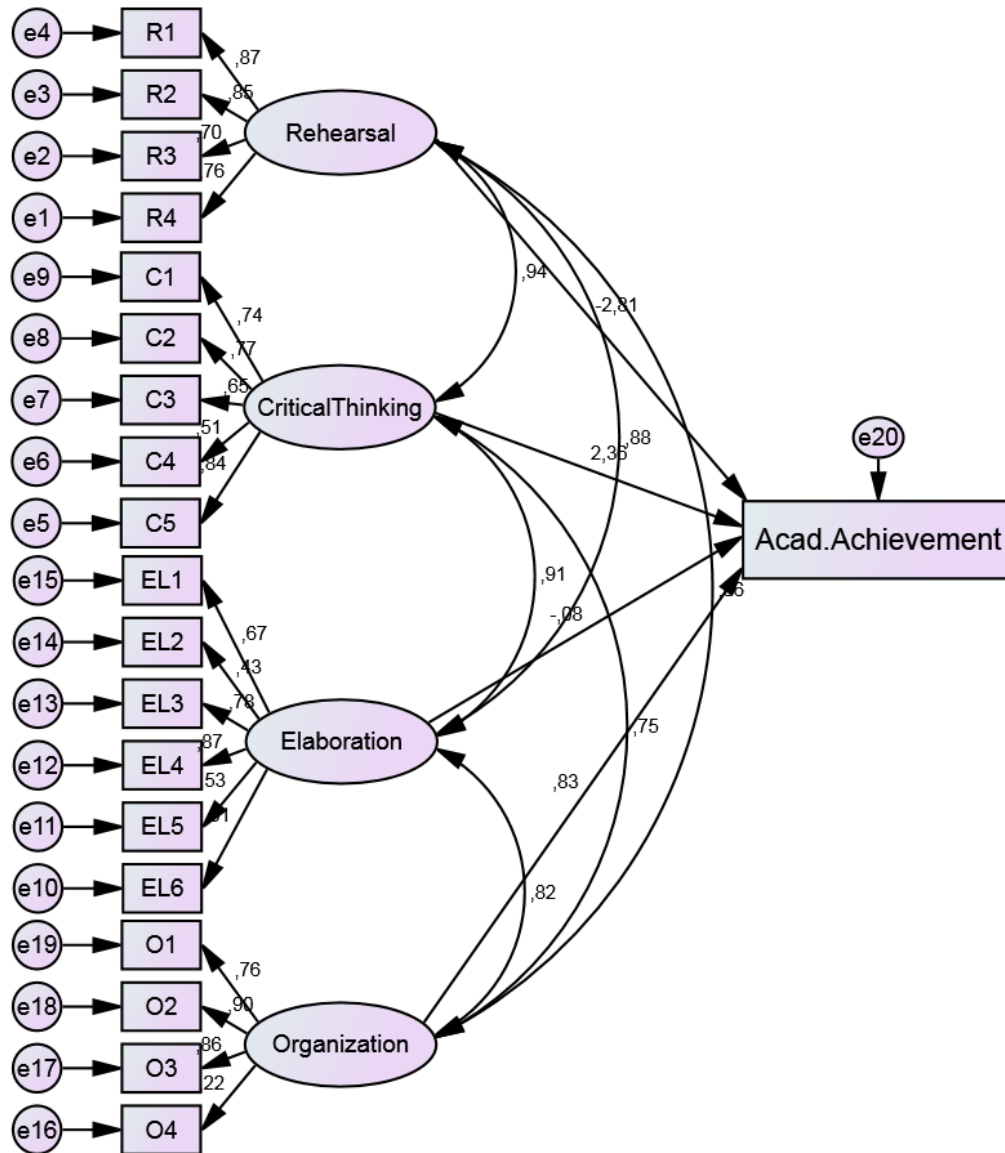 e4 R1
,87
e3 R2
,85
Rehearsal
e2 R3
,70
,76
e1 R4
e9 C1
,94
-2,81
,74
e8 C2
,77
e7 C3
,65
CriticalThinking
,51
e6 C4
,84
e5 C5
2,36
,88
e20
Acad.Achievement
e15 EL1
,91
-,08
,67
e14 EL2
,43
e13 EL3
,78
Elaboration
,87
e12 EL4
,53
e11 EL5
e10 EL6
,75
,83
,82
e19 O1
,76
e18 O2
,90
Organization
,86
e17 O3
,22
e16 O4